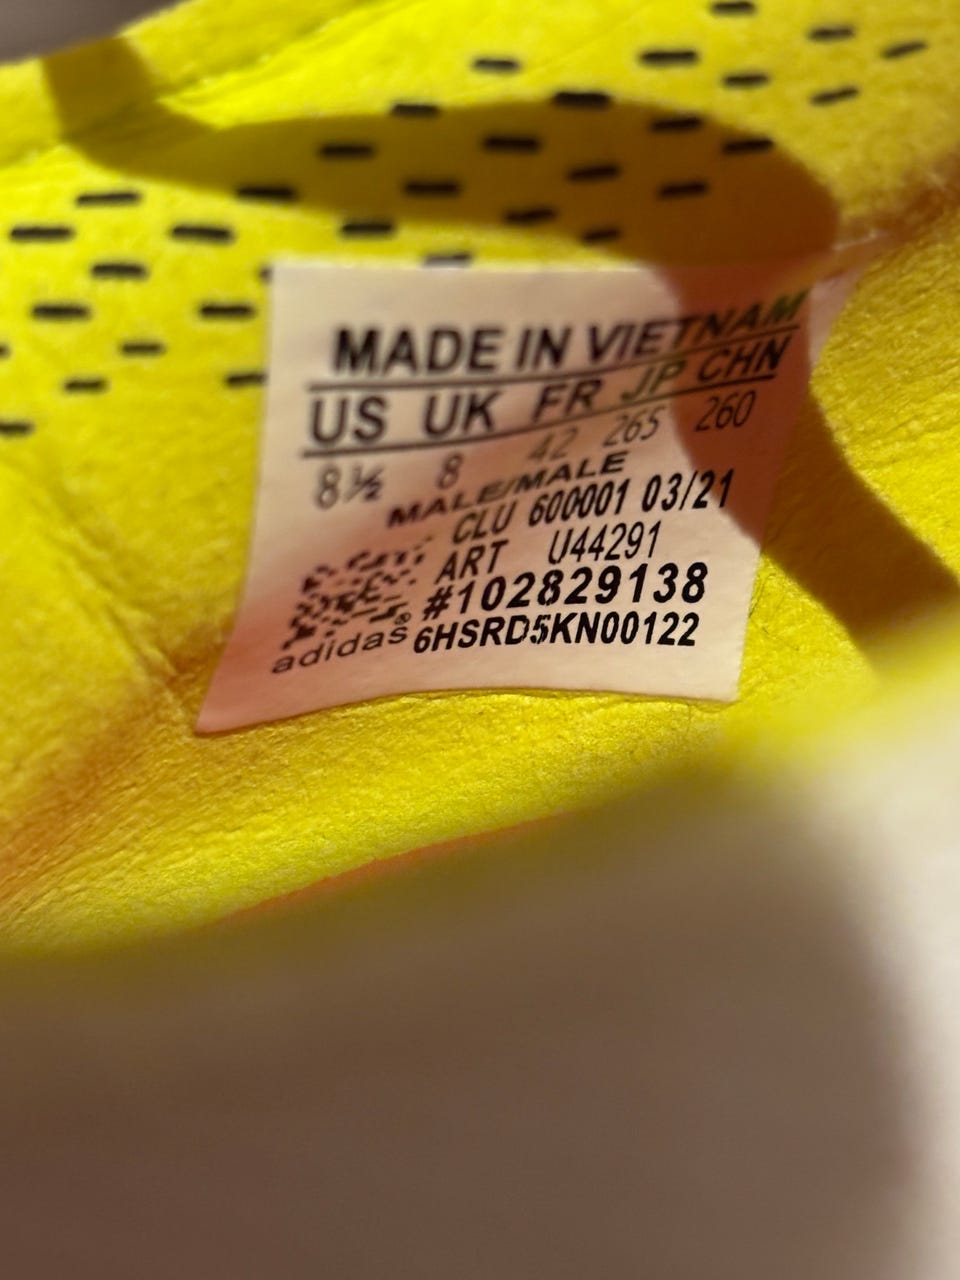 MADE IN VIETNAM
US UK FR JP CHN
8½ 8 42 265 260
MALE/MALE
CLU 600001 03/21
ART U44291
#102829138
adidas® 6HSRD5KN00122